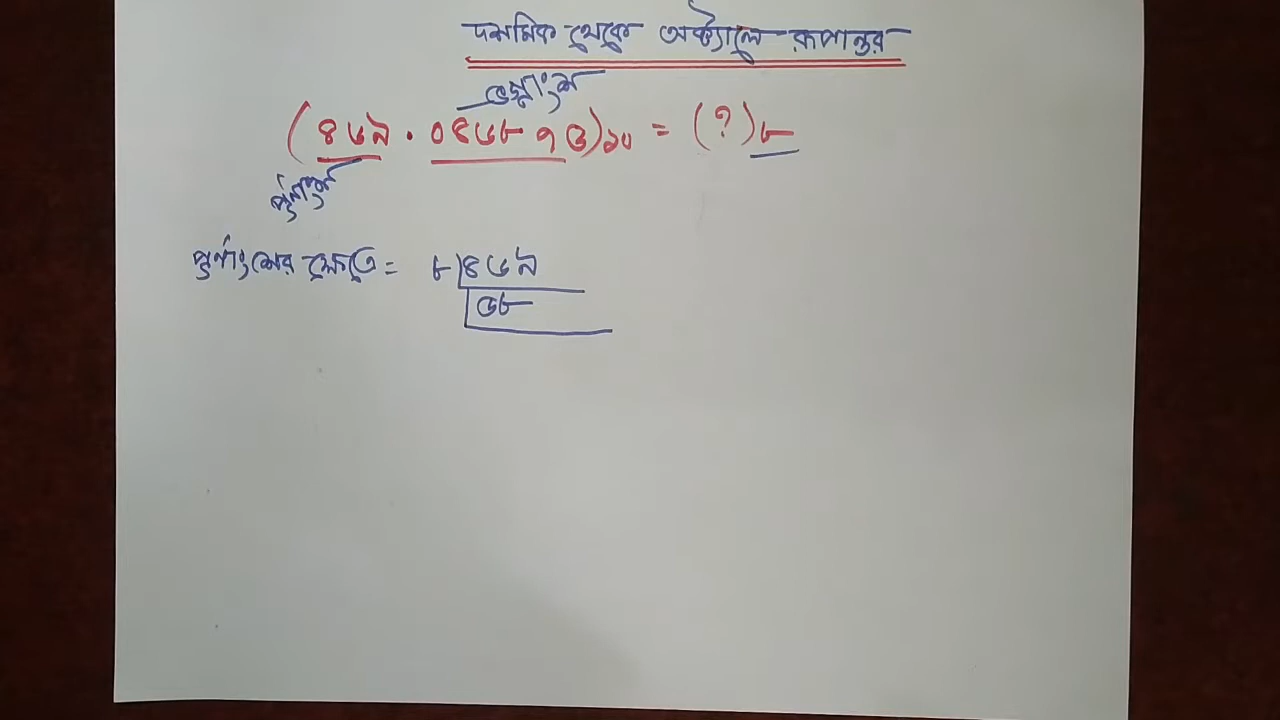 দশমিক থেকে অক্ট্যালে রূপান্তর
ভগ্নাংশ
(৪৬৯.০৪৬৮৭৫)১০ = (?)৮
পূর্ণাংশ
পূর্ণাংশের ক্ষেত্রে = ৮)৪৬৯
৫৮